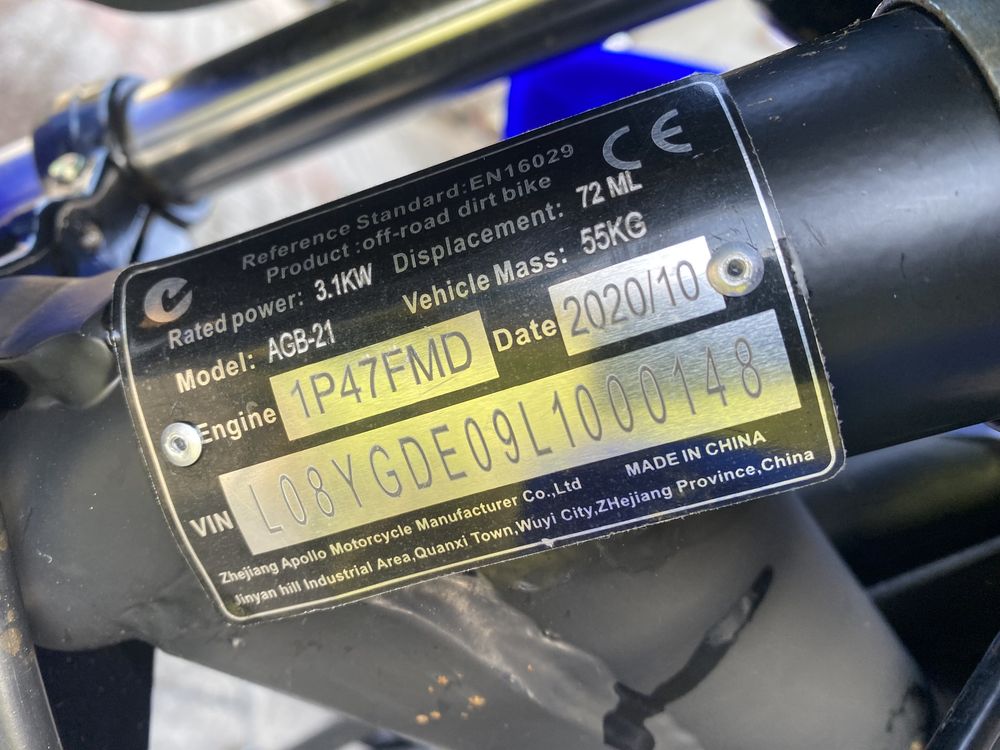 CE
Reference Standard:EN16029
Product :off-road dirt bike
Rated power: 3.1KW Displacement: 72 ML
Model: AGB-21 Vehicle Mass: 55KG
Engine 1P47FMD Date 2020/10
VIN L08YGDE09L1000148
MADE IN CHINA
Zhejiang Apollo Motorcycle Manufacturer Co.,Ltd
Jinyan hill Industrial Area,Quanxi Town,Wuyi City,ZHejiang Province,China